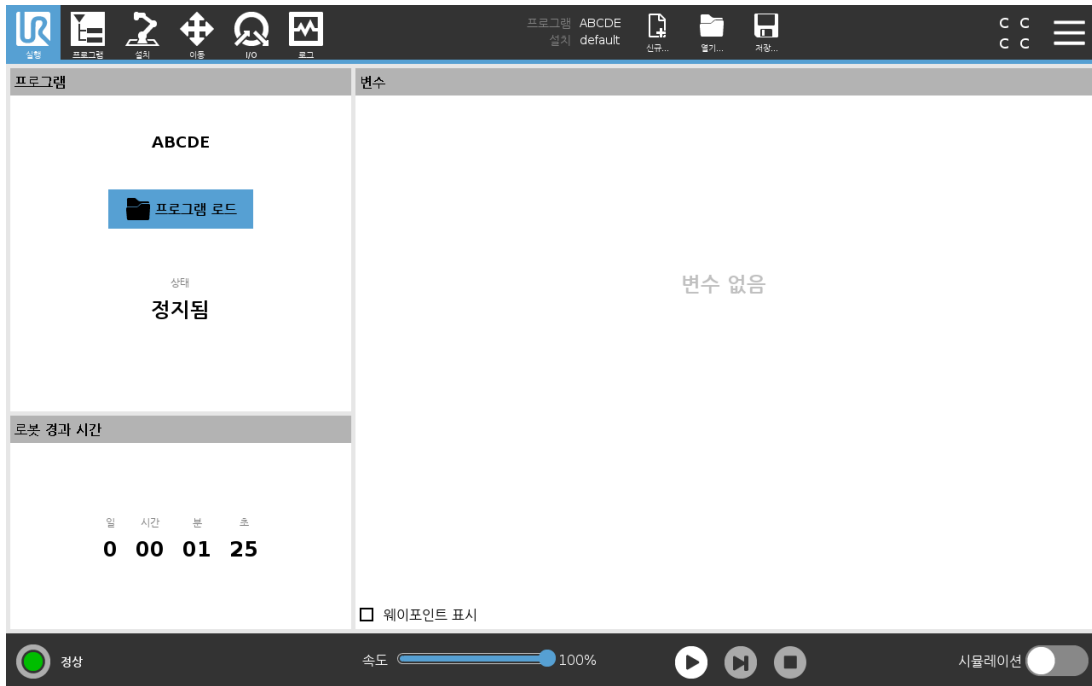 UR
실행
프로그램
설치
이동
I/O
로그
프로그램 ABCDE
설치 default
신규...
열기...
저장...
C C
C C
프로그램
변수
ABCDE
프로그램 로드
상태
정지됨
변수 없음
로봇 경과 시간
일 시간 분 초
0 00 01 25
웨이포인트 표시
정상
속도 100%
시뮬레이션